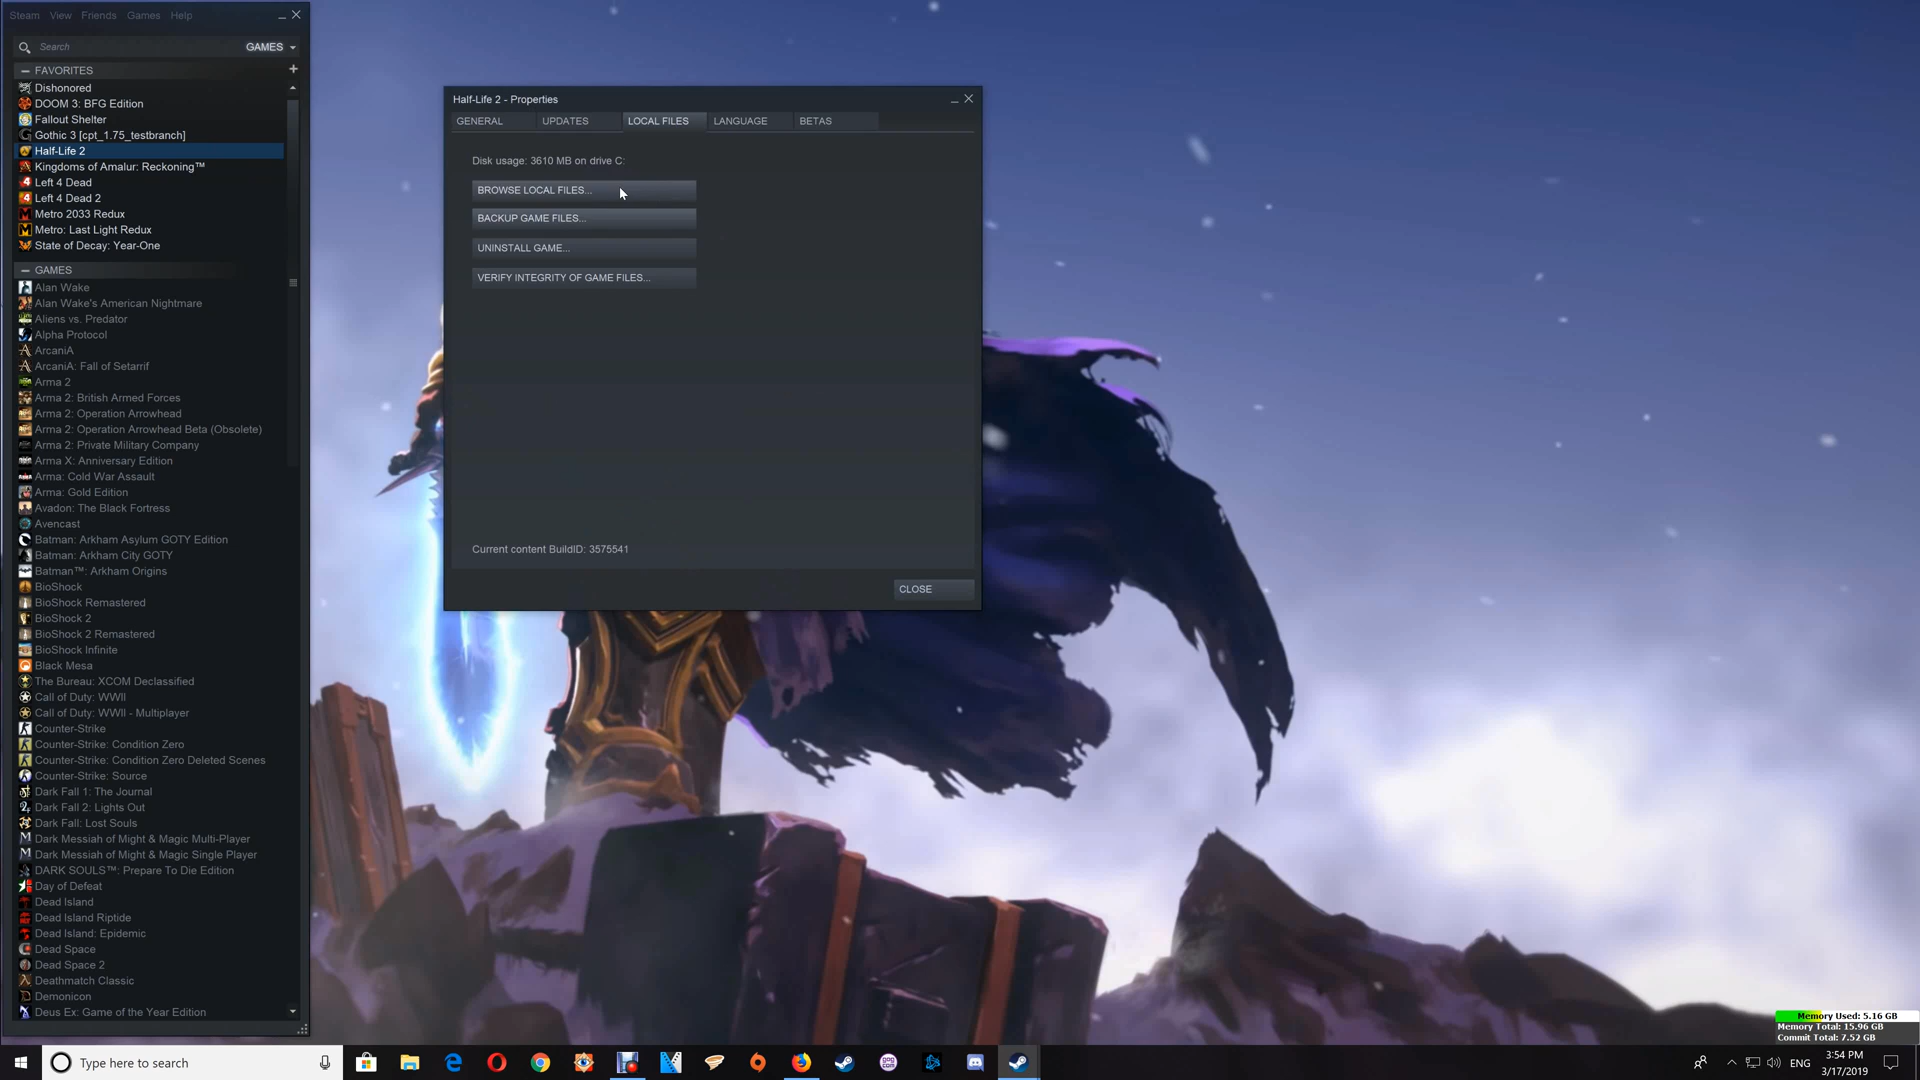 Steam View Friends Games Help
Search GAMES
FAVORITES +
Dishonored
DOOM 3: BFG Edition
Fallout Shelter
Gothic 3 [cpt_1.75_testbranch]
Half-Life 2
Kingdoms of Amalur: Reckoning™
Left 4 Dead
Left 4 Dead 2
Metro 2033 Redux
Metro: Last Light Redux
State of Decay: Year-One
GAMES
Alan Wake
Alan Wake's American Nightmare
Aliens vs. Predator
Alpha Protocol
ArcaniA
ArcaniA: Fall of Setarrif
Arma 2
Arma 2: British Armed Forces
Arma 2: Operation Arrowhead
Arma 2: Operation Arrowhead Beta (Obsolete)
Arma 2: Private Military Company
Arma X: Anniversary Edition
Arma: Cold War Assault
Arma: Gold Edition
Avadon: The Black Fortress
Avencast
Batman: Arkham Asylum GOTY Edition
Batman: Arkham City GOTY
Batman™: Arkham Origins
BioShock
BioShock Remastered
BioShock 2
BioShock 2 Remastered
BioShock Infinite
Black Mesa
The Bureau: XCOM Declassified
Call of Duty: WWII
Call of Duty: WWII - Multiplayer
Counter-Strike
Counter-Strike: Condition Zero
Counter-Strike: Condition Zero Deleted Scenes
Counter-Strike: Source
Dark Fall 1: The Journal
Dark Fall 2: Lights Out
Dark Fall: Lost Souls
Dark Messiah of Might & Magic Multi-Player
Dark Messiah of Might & Magic Single Player
DARK SOULS™: Prepare To Die Edition
Day of Defeat
Dead Island
Dead Island Riptide
Dead Island: Epidemic
Dead Space
Dead Space 2
Deathmatch Classic
Demonicon
Deus Ex: Game of the Year Edition
Half-Life 2 - Properties
GENERAL UPDATES LOCAL FILES LANGUAGE BETAS
Disk usage: 3610 MB on drive C:
BROWSE LOCAL FILES...
BACKUP GAME FILES...
UNINSTALL GAME...
VERIFY INTEGRITY OF GAME FILES...
Current content BuildID: 3575541
CLOSE
Memory Used: 5.16 GB
Memory Total: 15.96 GB
Commit Total: 7.52 GB
Type here to search
ENG
3:54 PM
3/17/2019